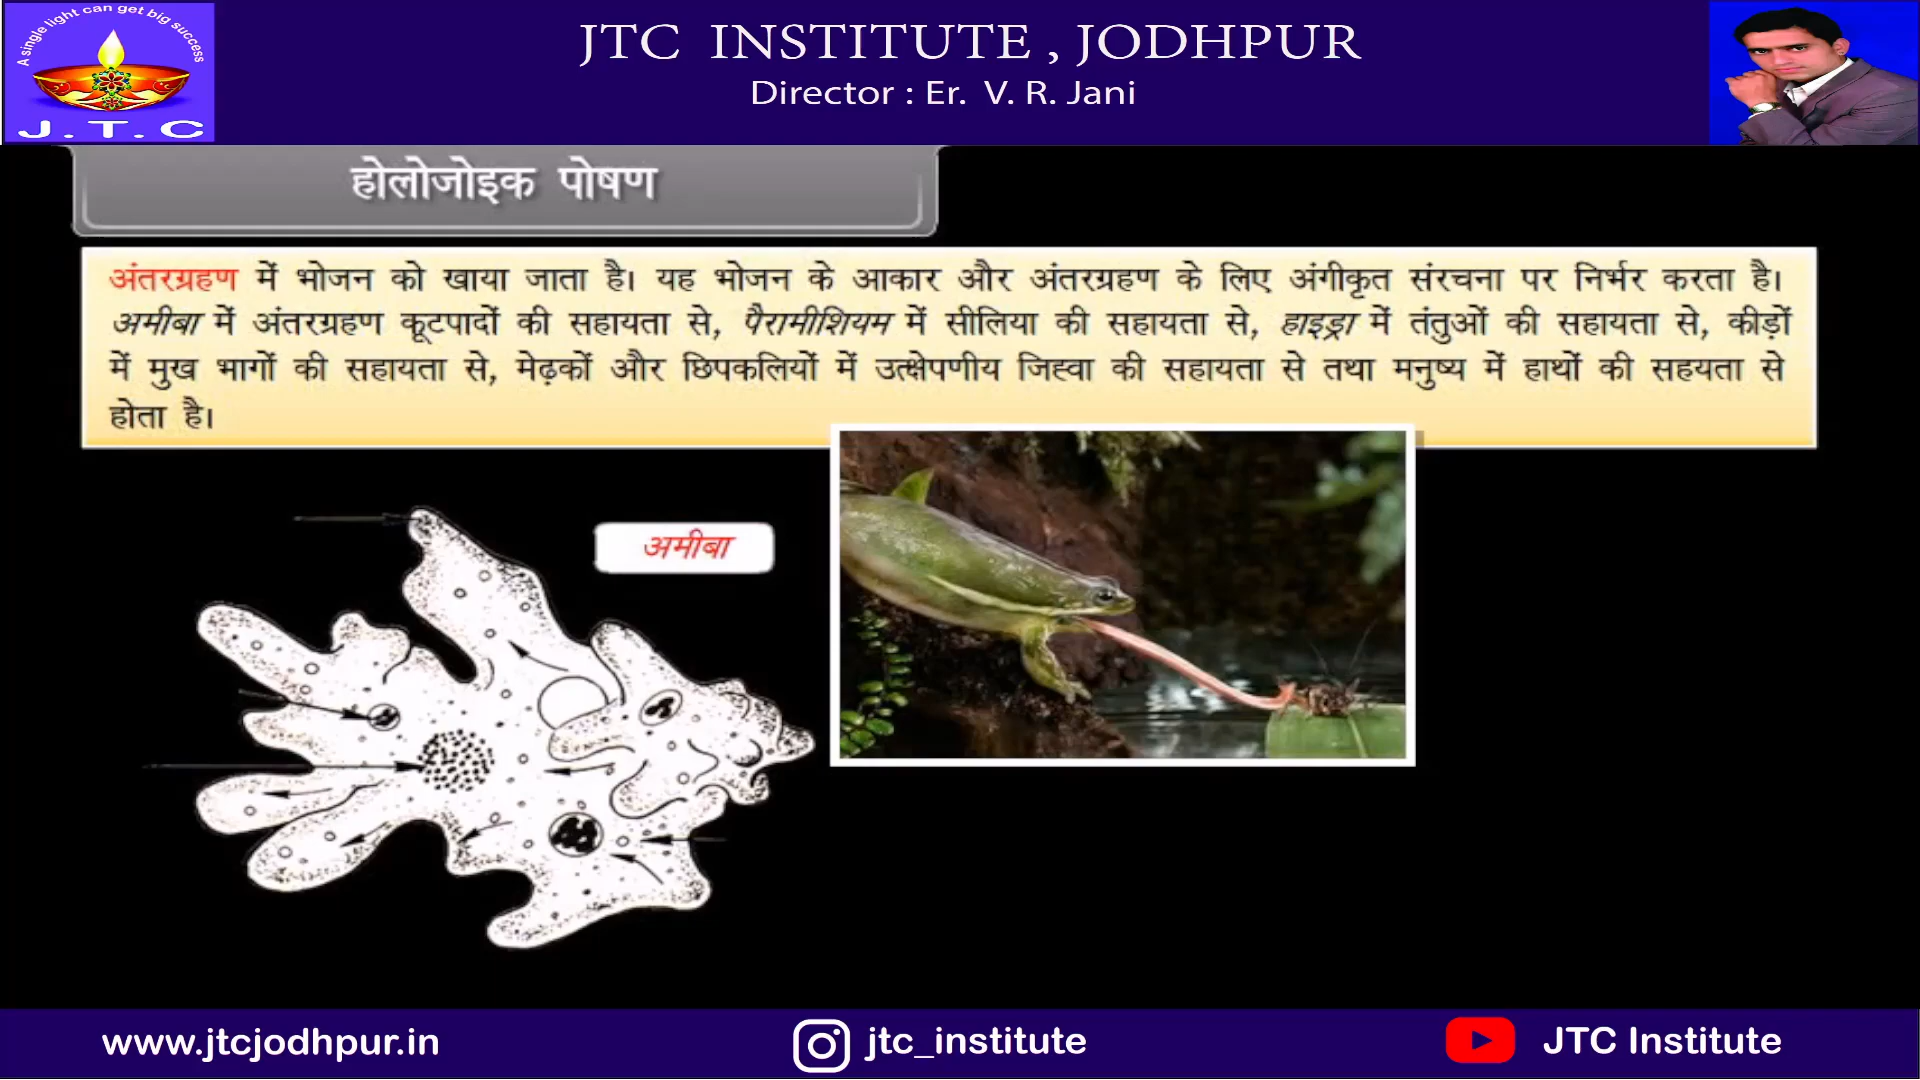 A single light can get big success
J.T.C
JTC INSTITUTE, JODHPUR
Director : Er. V. R. Jani
होलोजोइक पोषण
अंतरग्रहण में भोजन को खाया जाता है। यह भोजन के आकार और अंतरग्रहण के लिए अंगीकृत संरचना पर निर्भर करता है।
अमीबा में अंतरग्रहण कूटपादों की सहायता से, पैरामीशियम में सीलिया की सहायता से, हाइड्रा में तंतुओं की सहायता से, कीड़ों
में मुख भागों की सहायता से, मेढ़कों और छिपकलियों में उत्क्षेपणीय जिह्वा की सहायता से तथा मनुष्य में हाथों की सहयता से
होता है।
अमीबा
www.jtcjodhpur.in
jtc_institute
JTC Institute